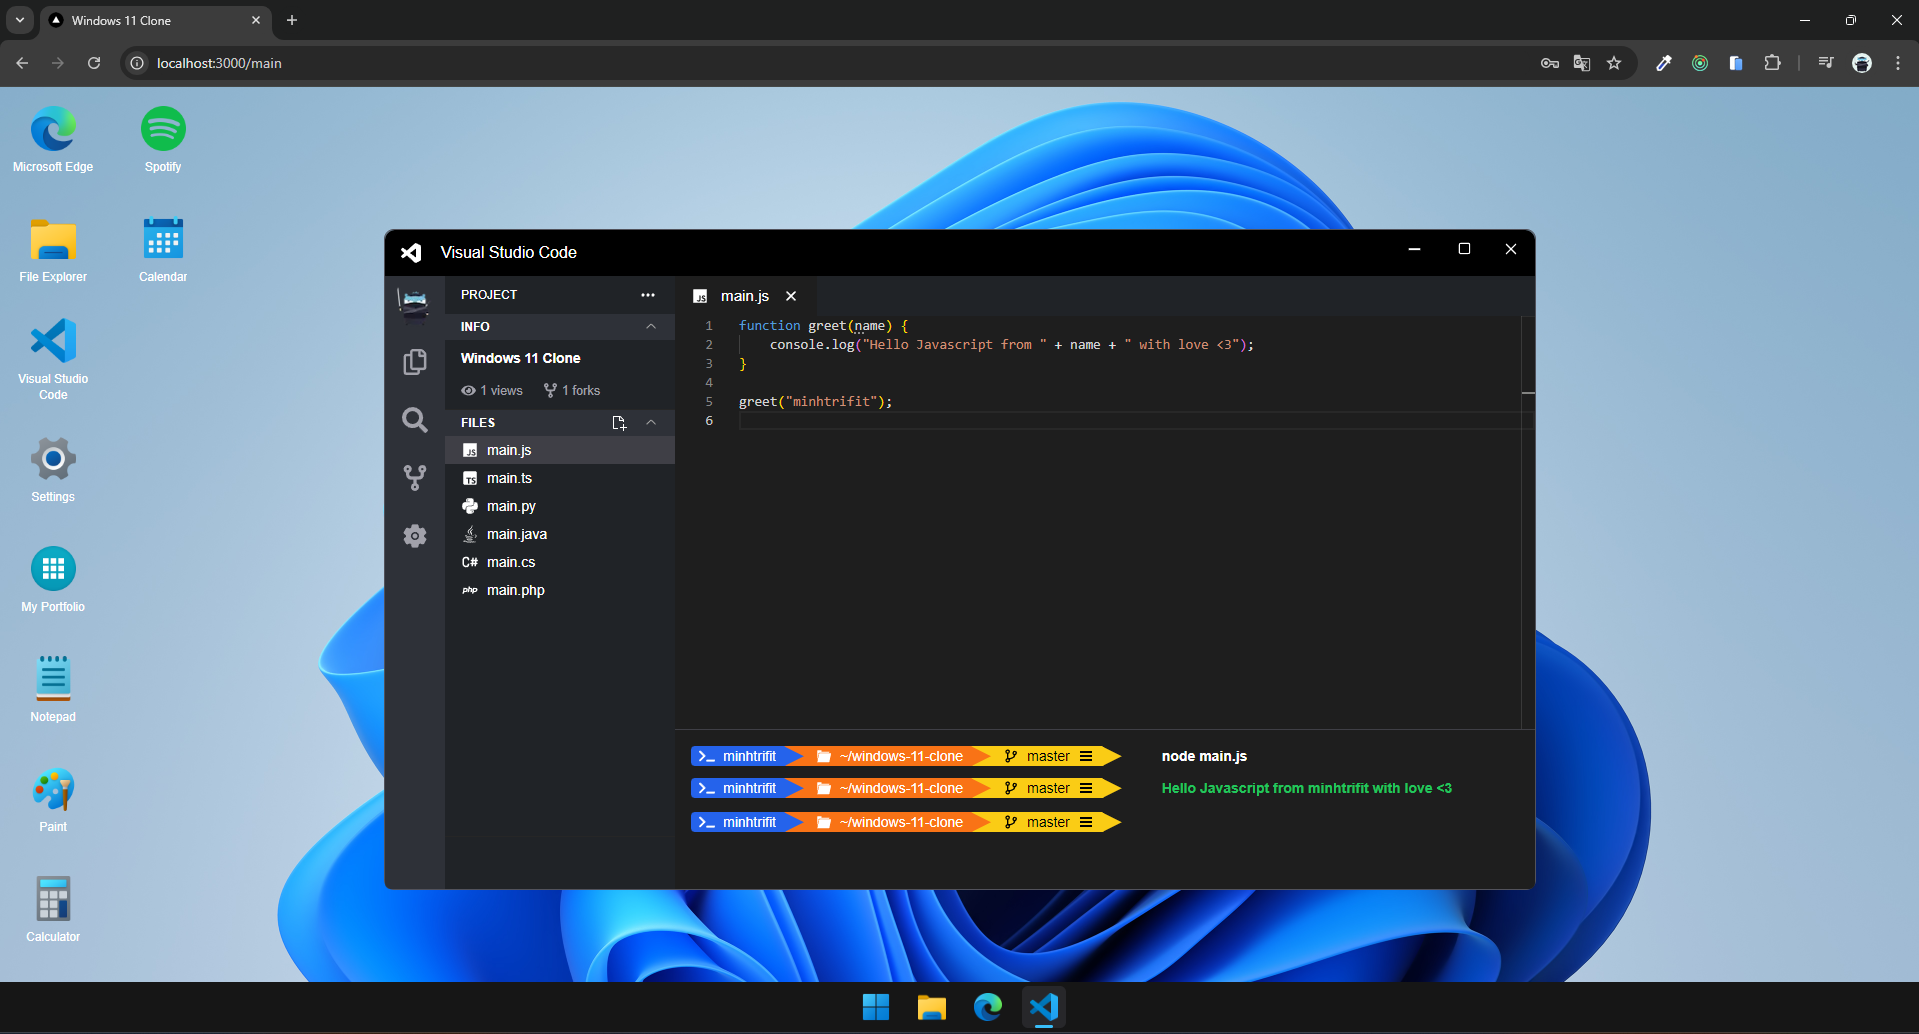 Windows 11 Clone
localhost:3000/main
Microsoft Edge
Spotify
File Explorer
Calendar
Visual Studio
Code
Settings
My Portfolio
Notepad
Paint
Calculator
Visual Studio Code
PROJECT
INFO
Windows 11 Clone
1 views 1 forks
FILES
JS main.js
TS main.ts
main.py
main.java
C# main.cs
php main.php
JS main.js
1 function greet(name) {
2 console.log("Hello Javascript from " + name + " with love <3");
3 }
4
5 greet("minhtrifit");
6
>_ minhtrifit ~/windows-11-clone master node main.js
>_ minhtrifit ~/windows-11-clone master Hello Javascript from minhtrifit with love <3
>_ minhtrifit ~/windows-11-clone master